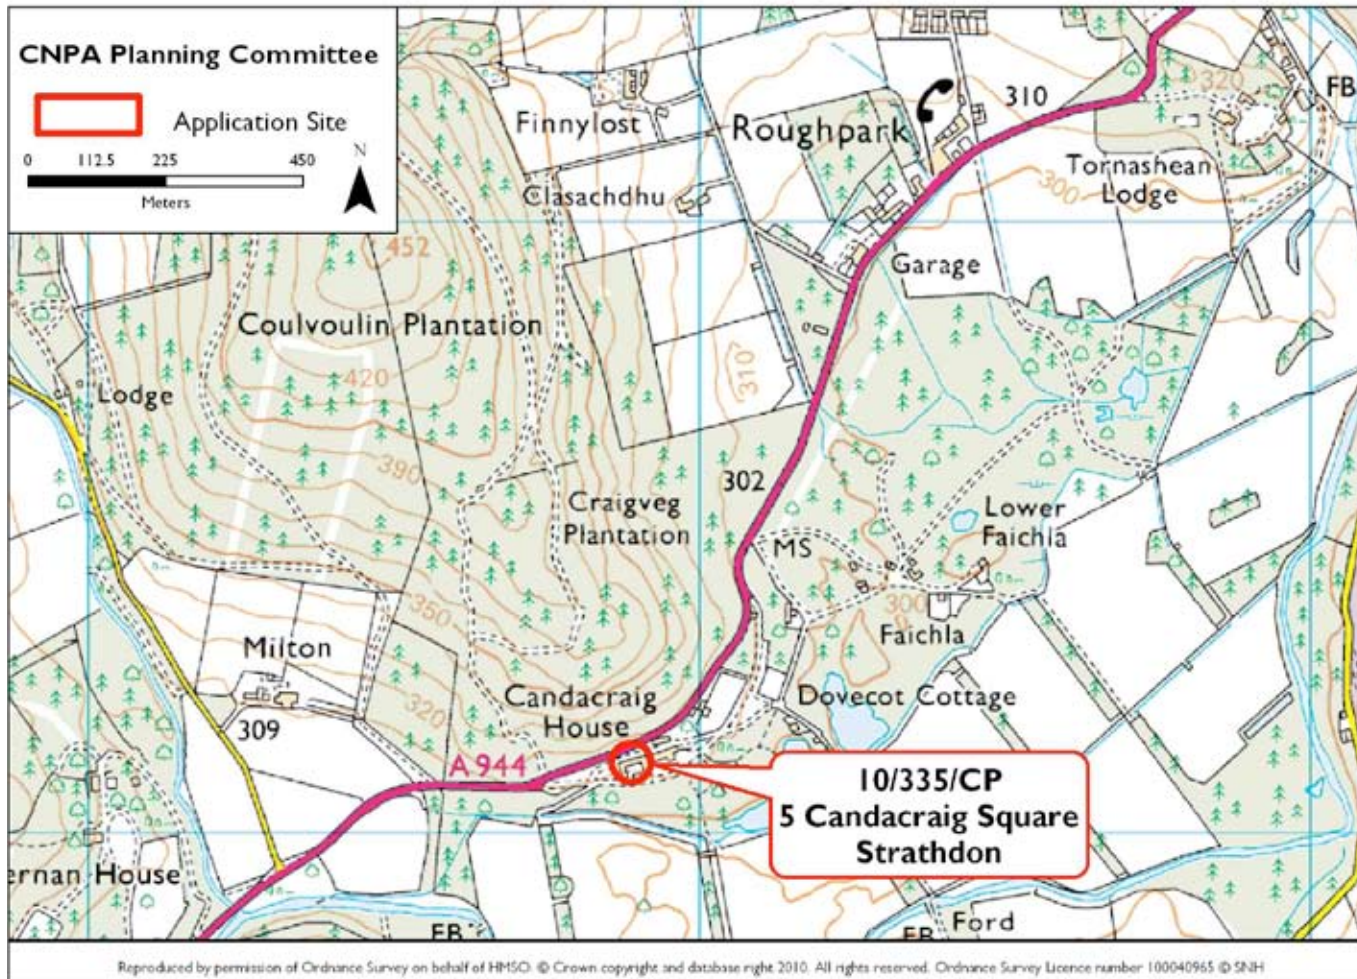 CNPA Planning Committee
Application Site
0 112.5 225 450
Meters
N
Finnylost
Roughpark
310
320
FB
Clasachdhu
Tornashean
Lodge
300
452
Garage
Coulvoulin Plantation
310
420
Lodge
390
302
Craigveg
Plantation
Lower
Faichla
MS
350
300
Faichla
Milton
Candacraig
House
Dovecot Cottage
320
309
A 944
10/335/CP
5 Candacraig Square
Strathdon
ernan House
FB
Ford
FB
Reproduced by permission of Ordnance Survey on behalf of HMSO. © Crown copyright and database right 2010. All rights reserved. Ordnance Survey Licence number 100040965 © SNH